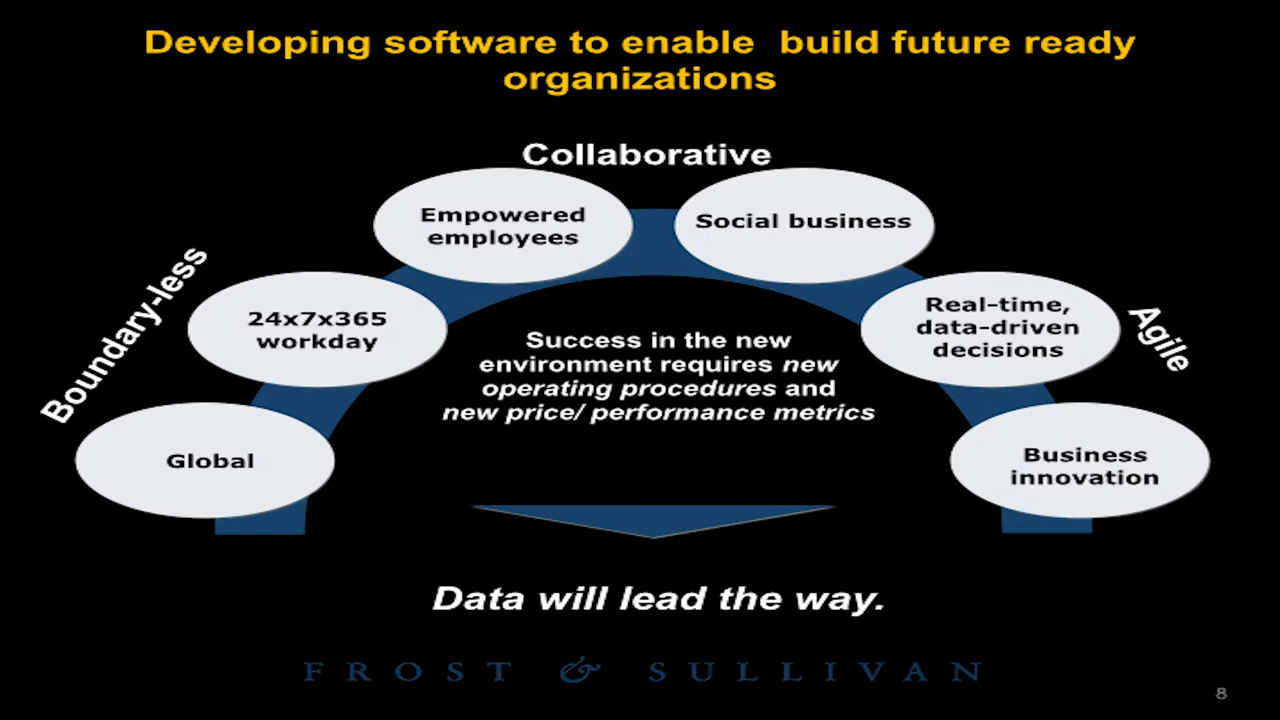 Developing software to enable  build future ready
organizations
Collaborative
Empowered
employees
Social business
Boundary-less
24x7x365
workday
Real-time,
data-driven
decisions
Agile
Success in the new
environment requires new
operating procedures and
new price/ performance metrics
Global
Business
innovation
Data will lead the way.
FROST & SULLIVAN
8